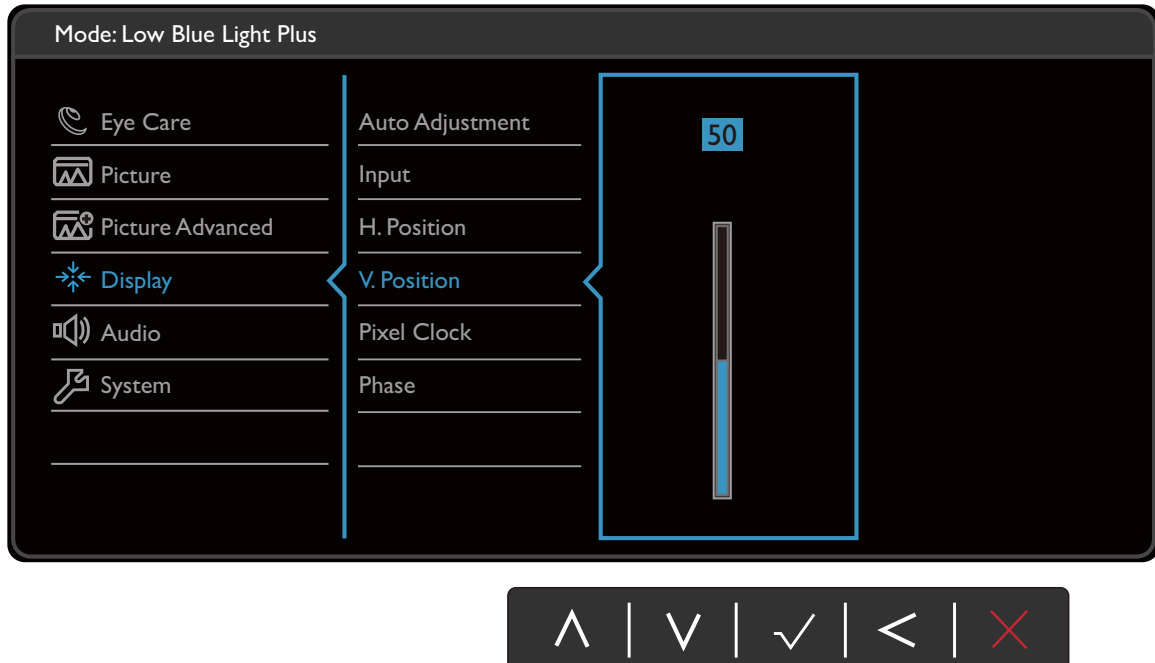 Mode: Low Blue Light Plus
Eye Care
Picture
Picture Advanced
Display
Audio
System
Auto Adjustment
Input
H. Position
V. Position
Pixel Clock
Phase
50